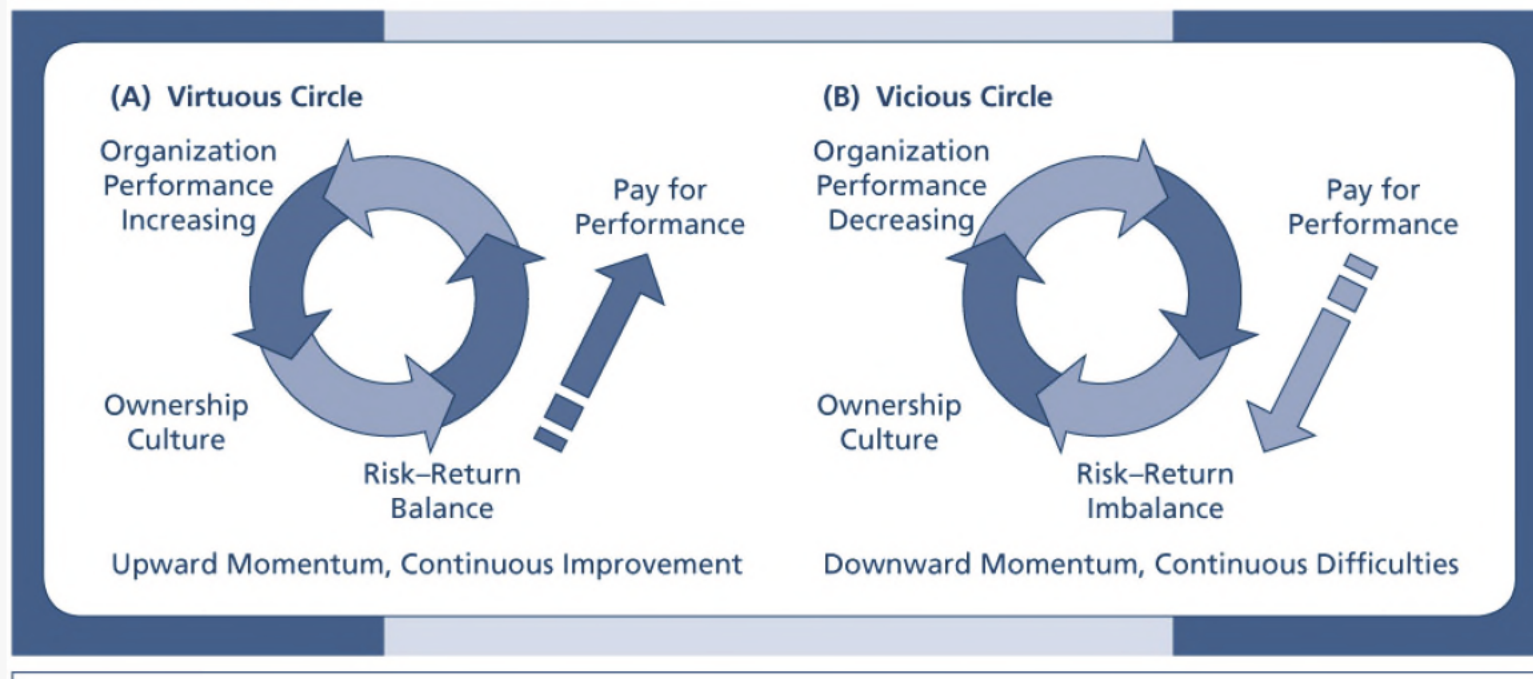 (A) Virtuous Circle
Organization
Performance
Increasing
Pay for
Performance
Ownership
Culture
Risk–Return
Balance
Upward Momentum, Continuous Improvement
(B) Vicious Circle
Organization
Performance
Decreasing
Pay for
Performance
Ownership
Culture
Risk–Return
Imbalance
Downward Momentum, Continuous Difficulties